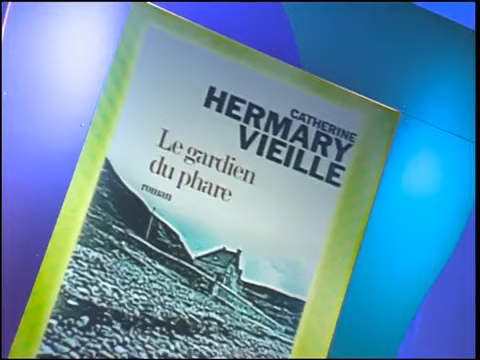 CATHERINE
HERMARY
VIEILLE
Le gardien
du phare
roman